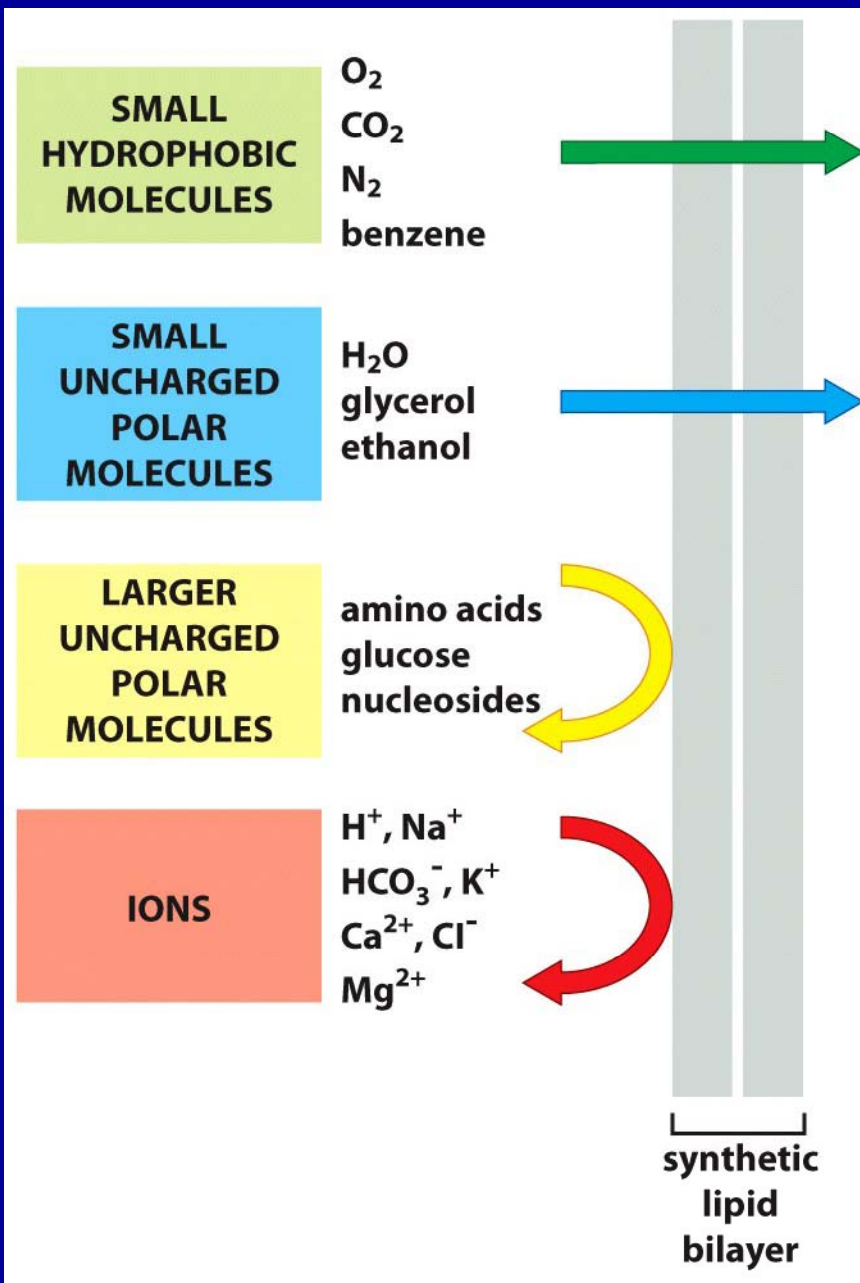 SMALL
HYDROPHOBIC
MOLECULES
O₂
CO₂
N₂
benzene
SMALL
UNCHARGED
POLAR
MOLECULES
H₂O
glycerol
ethanol
LARGER
UNCHARGED
POLAR
MOLECULES
amino acids
glucose
nucleosides
IONS
H⁺, Na⁺
HCO₃⁻, K⁺
Ca²⁺, Cl⁻
Mg²⁺
synthetic
lipid
bilayer